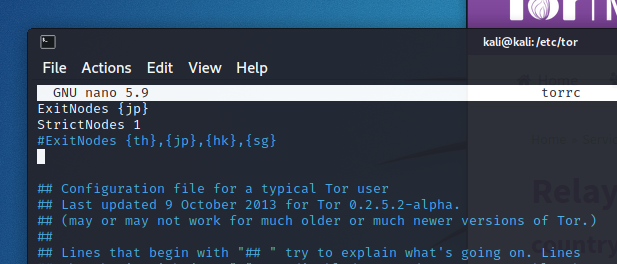 kali@kali: /etc/tor
File Actions Edit View Help
GNU nano 5.9 torrc
ExitNodes {jp}
StrictNodes 1
#ExitNodes {th},{jp},{hk},{sg}
## Configuration file for a typical Tor user
## Last updated 9 October 2013 for Tor 0.2.5.2-alpha.
## (may or may not work for much older or much newer versions of Tor.)
##
## Lines that begin with "## " try to explain what's going on. Lines
Relay
country